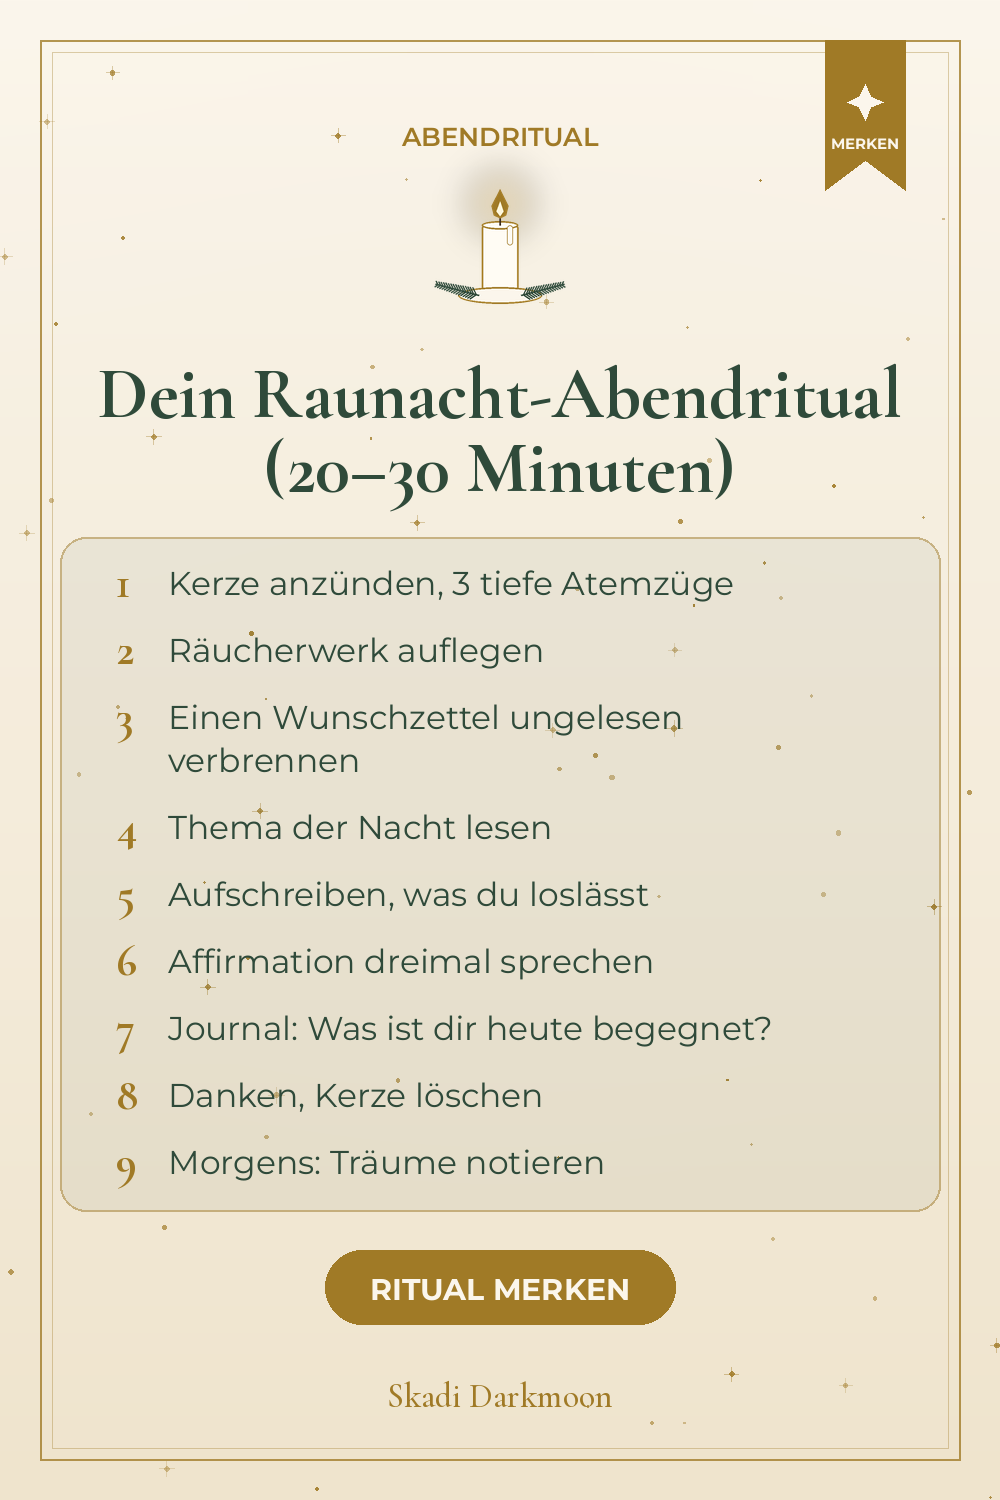 ABENDRITUAL
MERKEN
Dein Raunacht-Abendritual
(20–30 Minuten)
1 Kerze anzünden, 3 tiefe Atemzüge
2 Räucherwerk auflegen
3 Einen Wunschzettel ungelesen
verbrennen
4 Thema der Nacht lesen
5 Aufschreiben, was du loslässt
6 Affirmation dreimal sprechen
7 Journal: Was ist dir heute begegnet?
8 Danken, Kerze löschen
9 Morgens: Träume notieren
RITUAL MERKEN
Skadi Darkmoon